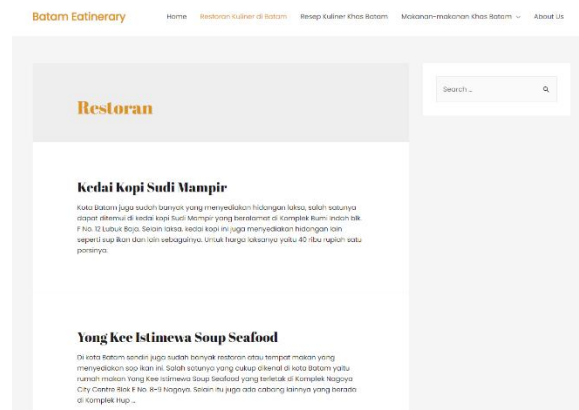 Batam Eatinerary
Home Restoran Kuliner di Batam Resep Kuliner Khas Batam Makanan-makanan Khas Batam About Us
Search ...
Restoran
Kedai Kopi Sudi Mampir
Kota Batam juga sudah banyak yang menyediakan hidangan laksa, salah satunya
dapat ditemui di kedai kopi Sudi Mampir yang beralamat di Komplek Bumi Indah blk.
F No. 12 Lubuk Baja. Selain laksa, kedai kopi ini juga menyediakan hidangan lain
seperti sup ikan dan lain sebagainya. Untuk harga laksanya yaitu 40 ribu rupiah satu
porsinya.
Yong Kee Istimewa Soup Seafood
Di kota Batam sendiri juga sudah banyak restoran atau tempat makan yang
menyediakan sop ikan ini. Salah satunya yang cukup dikenal di kota Batam yaitu
rumah makan Yong Kee Istimewa Soup Seafood yang terletak di Komplek Nagoya
City Centre Blok E No. 8-9 Nagoya. Selain itu juga ada cabang lainnya yang berada
di Komplek Hup ...